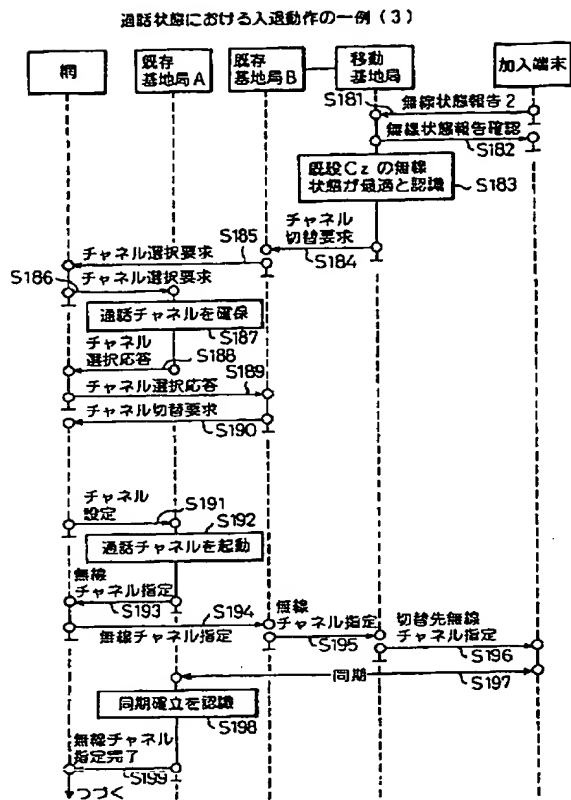 通話状態における入退動作の一例(3)
網
既存
基地局A
既存
基地局B
移動
基地局
加入端末
S181
無線状態報告2
無線状態報告確認
S182
既設Czの無線
状態が最適と認識
S183
チャネル
切替要求
S184
S185
チャネル選択要求
S186
チャネル選択要求
通話チャネルを確保
S187
チャネル
選択応答
S188
S189
チャネル選択応答
チャネル切替要求
S190
チャネル
設定
S191
S192
通話チャネルを起動
無線
チャネル指定
S193
S194
無線チャネル指定
無線
チャネル指定
S195
切替先無線
チャネル指定
S196
同期
S197
同期確立を認識
S198
無線チャネル
指定完了
S199
つづく